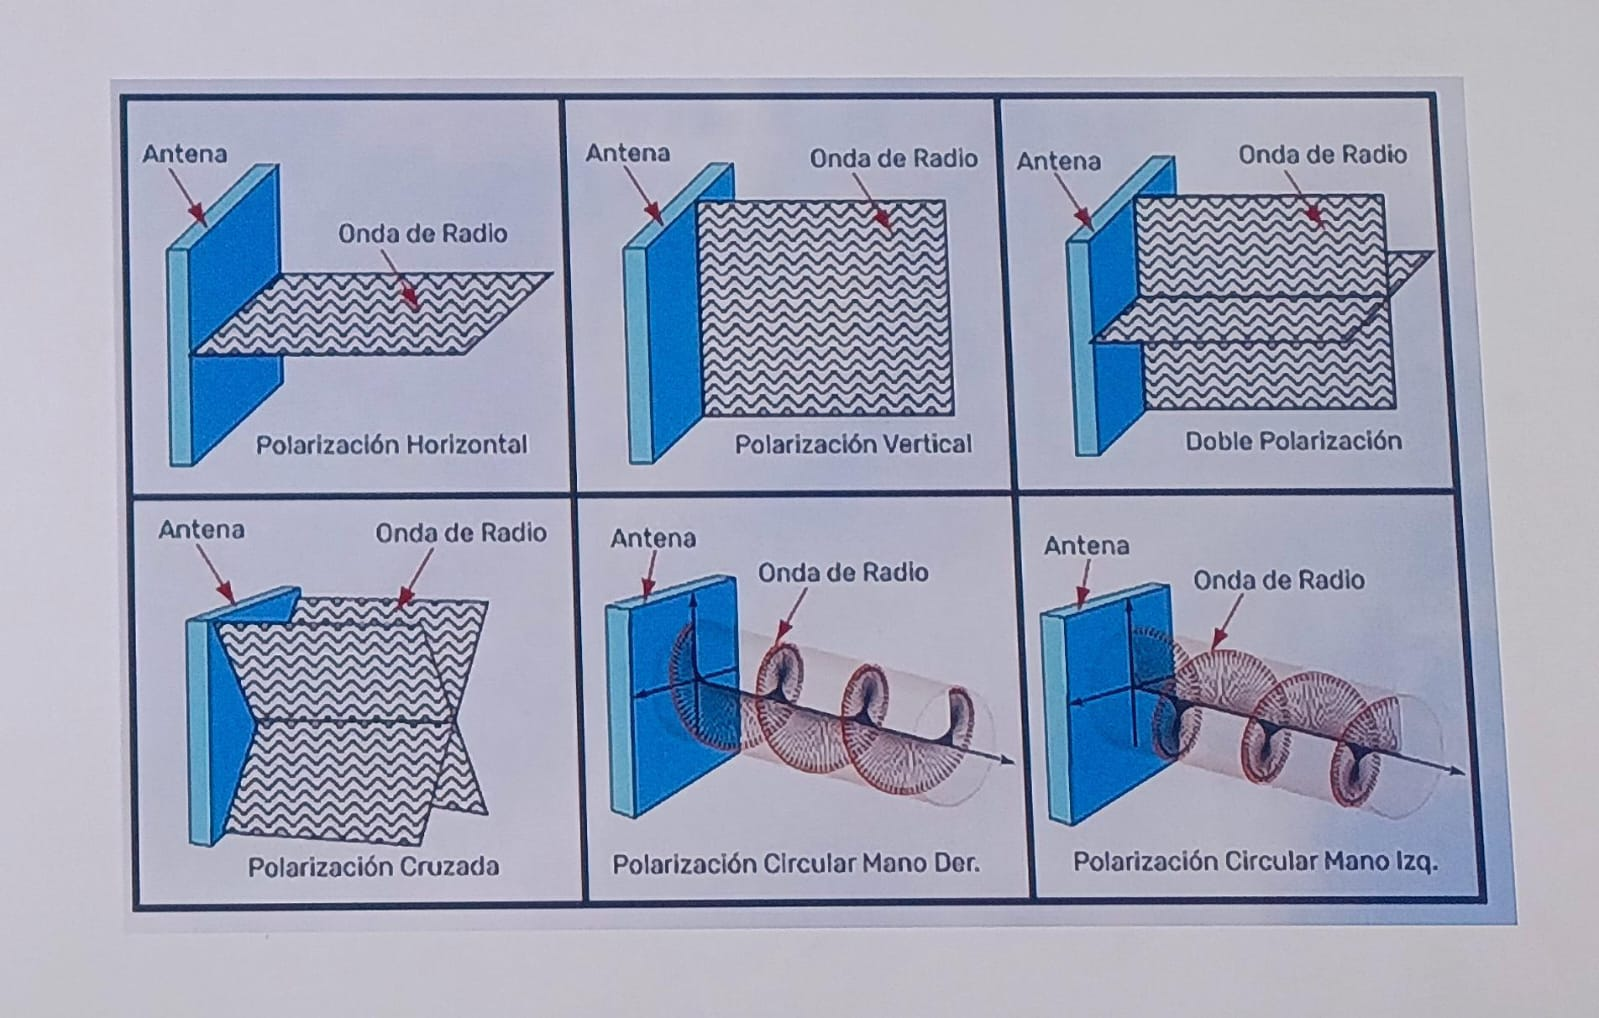 Antena
Onda de Radio
Polarización Horizontal
Antena
Onda de Radio
Polarización Vertical
Antena
Onda de Radio
Doble Polarización
Antena
Onda de Radio
Polarización Cruzada
Antena
Onda de Radio
Polarización Circular Mano Der.
Antena
Onda de Radio
Polarización Circular Mano Izq.